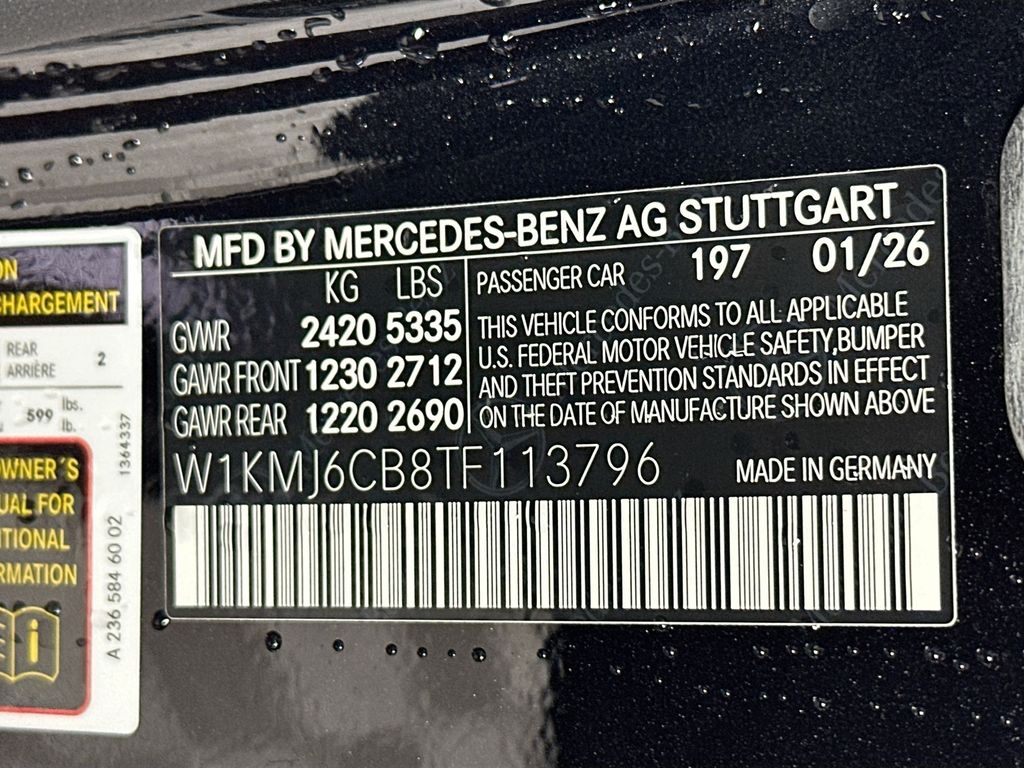 MFD BY MERCEDES-BENZ AG STUTTGART
KG LBS
GVWR 2420 5335
GAWR FRONT 1230 2712
GAWR REAR 1220 2690
PASSENGER CAR 197 01/26
THIS VEHICLE CONFORMS TO ALL APPLICABLE
U.S. FEDERAL MOTOR VEHICLE SAFETY,BUMPER
AND THEFT PREVENTION STANDARDS IN EFFECT
ON THE DATE OF MANUFACTURE SHOWN ABOVE
W1KMJ6CB8TF113796 MADE IN GERMANY
ON
CHARGEMENT
REAR
ARRIÈRE 2
599 lbs.
lb.
OWNER´S
UAL FOR
ITIONAL
RMATION
i
1364337
A 236 584 60 02